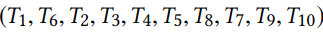 (T₁, T₆, T₂, T₃, T₄, T₅, T₈, T₇, T₉, T₁₀)